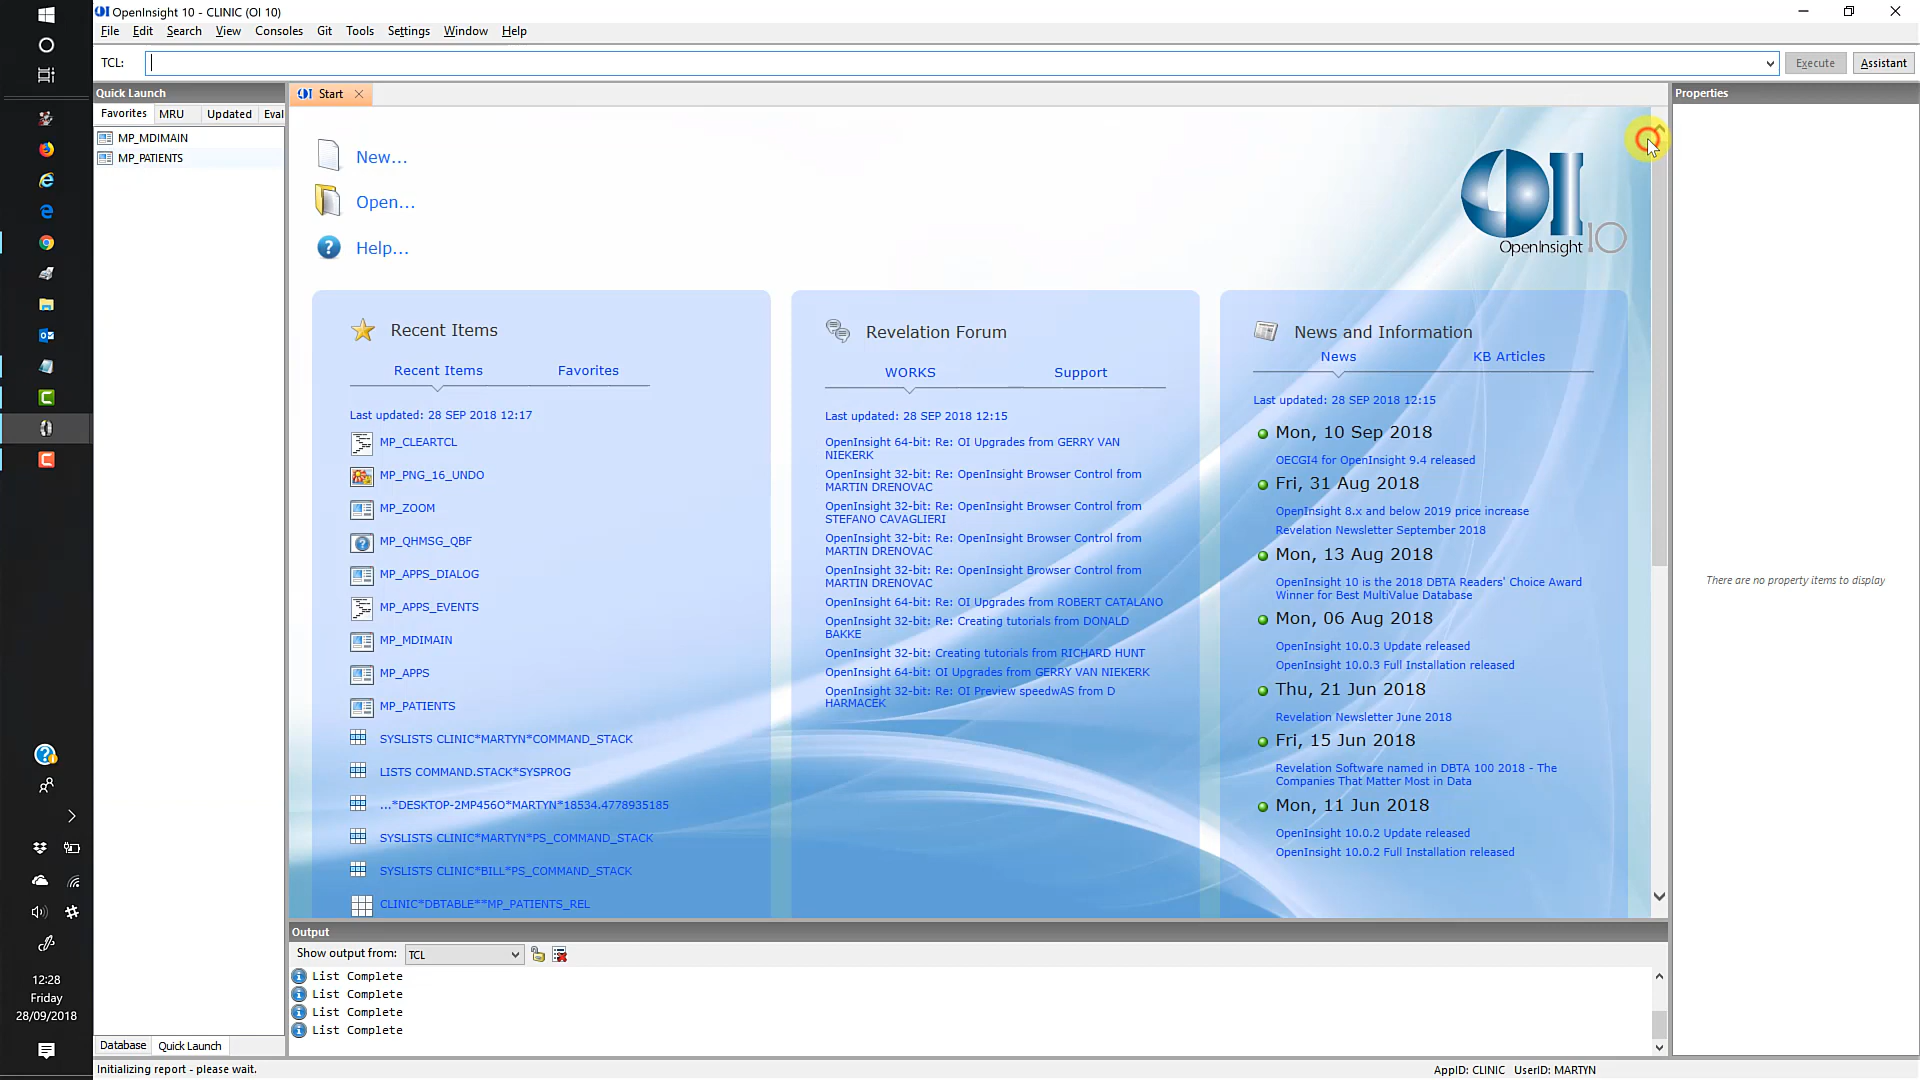 OpenInsight 10 - CLINIC (OI 10)
File Edit Search View Consoles Git Tools Settings Window Help
TCL:
Execute Assistant
Quick Launch
Favorites MRU Updated Eval
MP_MDIMAIN
MP_PATIENTS
Start
New...
Open...
Help...
OI
OpenInsight 10
Recent Items
Recent Items Favorites
Last updated: 28 SEP 2018 12:17
MP_CLEARTCL
MP_PNG_16_UNDO
MP_ZOOM
MP_QHMSG_QBF
MP_APPS_DIALOG
MP_APPS_EVENTS
MP_MDIMAIN
MP_APPS
MP_PATIENTS
SYSLISTS CLINIC*MARTYN*COMMAND_STACK
LISTS COMMAND.STACK*SYSPROG
...*DESKTOP-2MP456O*MARTYN*18534.4778935185
SYSLISTS CLINIC*MARTYN*PS_COMMAND_STACK
SYSLISTS CLINIC*BILL*PS_COMMAND_STACK
CLINIC*DBTABLE**MP_PATIENTS_REL
Revelation Forum
WORKS Support
Last updated: 28 SEP 2018 12:15
OpenInsight 64-bit: Re: OI Upgrades from GERRY VAN
NIEKERK
OpenInsight 32-bit: Re: OpenInsight Browser Control from
MARTIN DRENOVAC
OpenInsight 32-bit: Re: OpenInsight Browser Control from
STEFANO CAVAGLIERI
OpenInsight 32-bit: Re: OpenInsight Browser Control from
MARTIN DRENOVAC
OpenInsight 32-bit: Re: OpenInsight Browser Control from
MARTIN DRENOVAC
OpenInsight 64-bit: Re: OI Upgrades from ROBERT CATALANO
OpenInsight 32-bit: Re: Creating tutorials from DONALD
BAKKE
OpenInsight 32-bit: Creating tutorials from RICHARD HUNT
OpenInsight 64-bit: OI Upgrades from GERRY VAN NIEKERK
OpenInsight 32-bit: Re: OI Preview speedwAS from D
HARMACEK
News and Information
News KB Articles
Last updated: 28 SEP 2018 12:15
Mon, 10 Sep 2018
OECGI4 for OpenInsight 9.4 released
Fri, 31 Aug 2018
OpenInsight 8.x and below 2019 price increase
Revelation Newsletter September 2018
Mon, 13 Aug 2018
OpenInsight 10 is the 2018 DBTA Readers' Choice Award
Winner for Best MultiValue Database
Mon, 06 Aug 2018
OpenInsight 10.0.3 Update released
OpenInsight 10.0.3 Full Installation released
Thu, 21 Jun 2018
Revelation Newsletter June 2018
Fri, 15 Jun 2018
Revelation Software named in DBTA 100 2018 - The
Companies That Matter Most in Data
Mon, 11 Jun 2018
OpenInsight 10.0.2 Update released
OpenInsight 10.0.2 Full Installation released
Properties
There are no property items to display
Output
Show output from: TCL
List Complete
List Complete
List Complete
List Complete
Database Quick Launch
Initializing report - please wait.
AppID: CLINIC UserID: MARTYN
12:28
Friday
28/09/2018